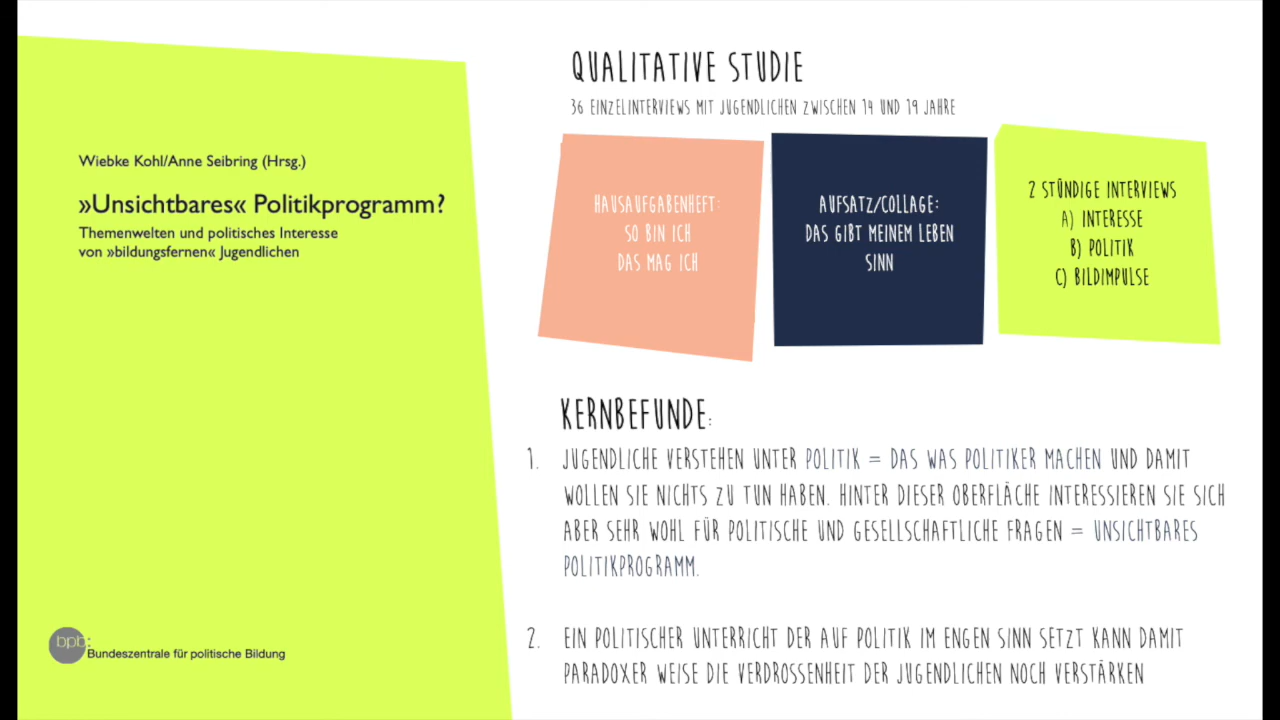 Wiebke Kohl/Anne Seibring (Hrsg.)
»Unsichtbares« Politikprogramm?
Themenwelten und politisches Interesse
von »bildungsfernen« Jugendlichen
bpb:
Bundeszentrale für politische Bildung
QUALITATIVE STUDIE
36 EINZELINTERVIEWS MIT JUGENDLICHEN ZWISCHEN 14 UND 19 JAHRE
HAUSAUFGABENHEFT:
SO BIN ICH
DAS MAG ICH
AUFSATZ/COLLAGE:
DAS GIBT MEINEM LEBEN
SINN
2 STÜNDIGE INTERVIEWS
A) INTERESSE
B) POLITIK
C) BILDIMPULSE
KERNBEFUNDE:
1. JUGENDLICHE VERSTEHEN UNTER POLITIK = DAS WAS POLITIKER MACHEN UND DAMIT
WOLLEN SIE NICHTS ZU TUN HABEN. HINTER DIESER OBERFLÄCHE INTERESSIEREN SIE SICH
ABER SEHR WOHL FÜR POLITISCHE UND GESELLSCHAFTLICHE FRAGEN = UNSICHTBARES
POLITIKPROGRAMM.
2. EIN POLITISCHER UNTERRICHT DER AUF POLITIK IM ENGEN SINN SETZT KANN DAMIT
PARADOXER WEISE DIE VERDROSSENHEIT DER JUGENDLICHEN NOCH VERSTÄRKEN